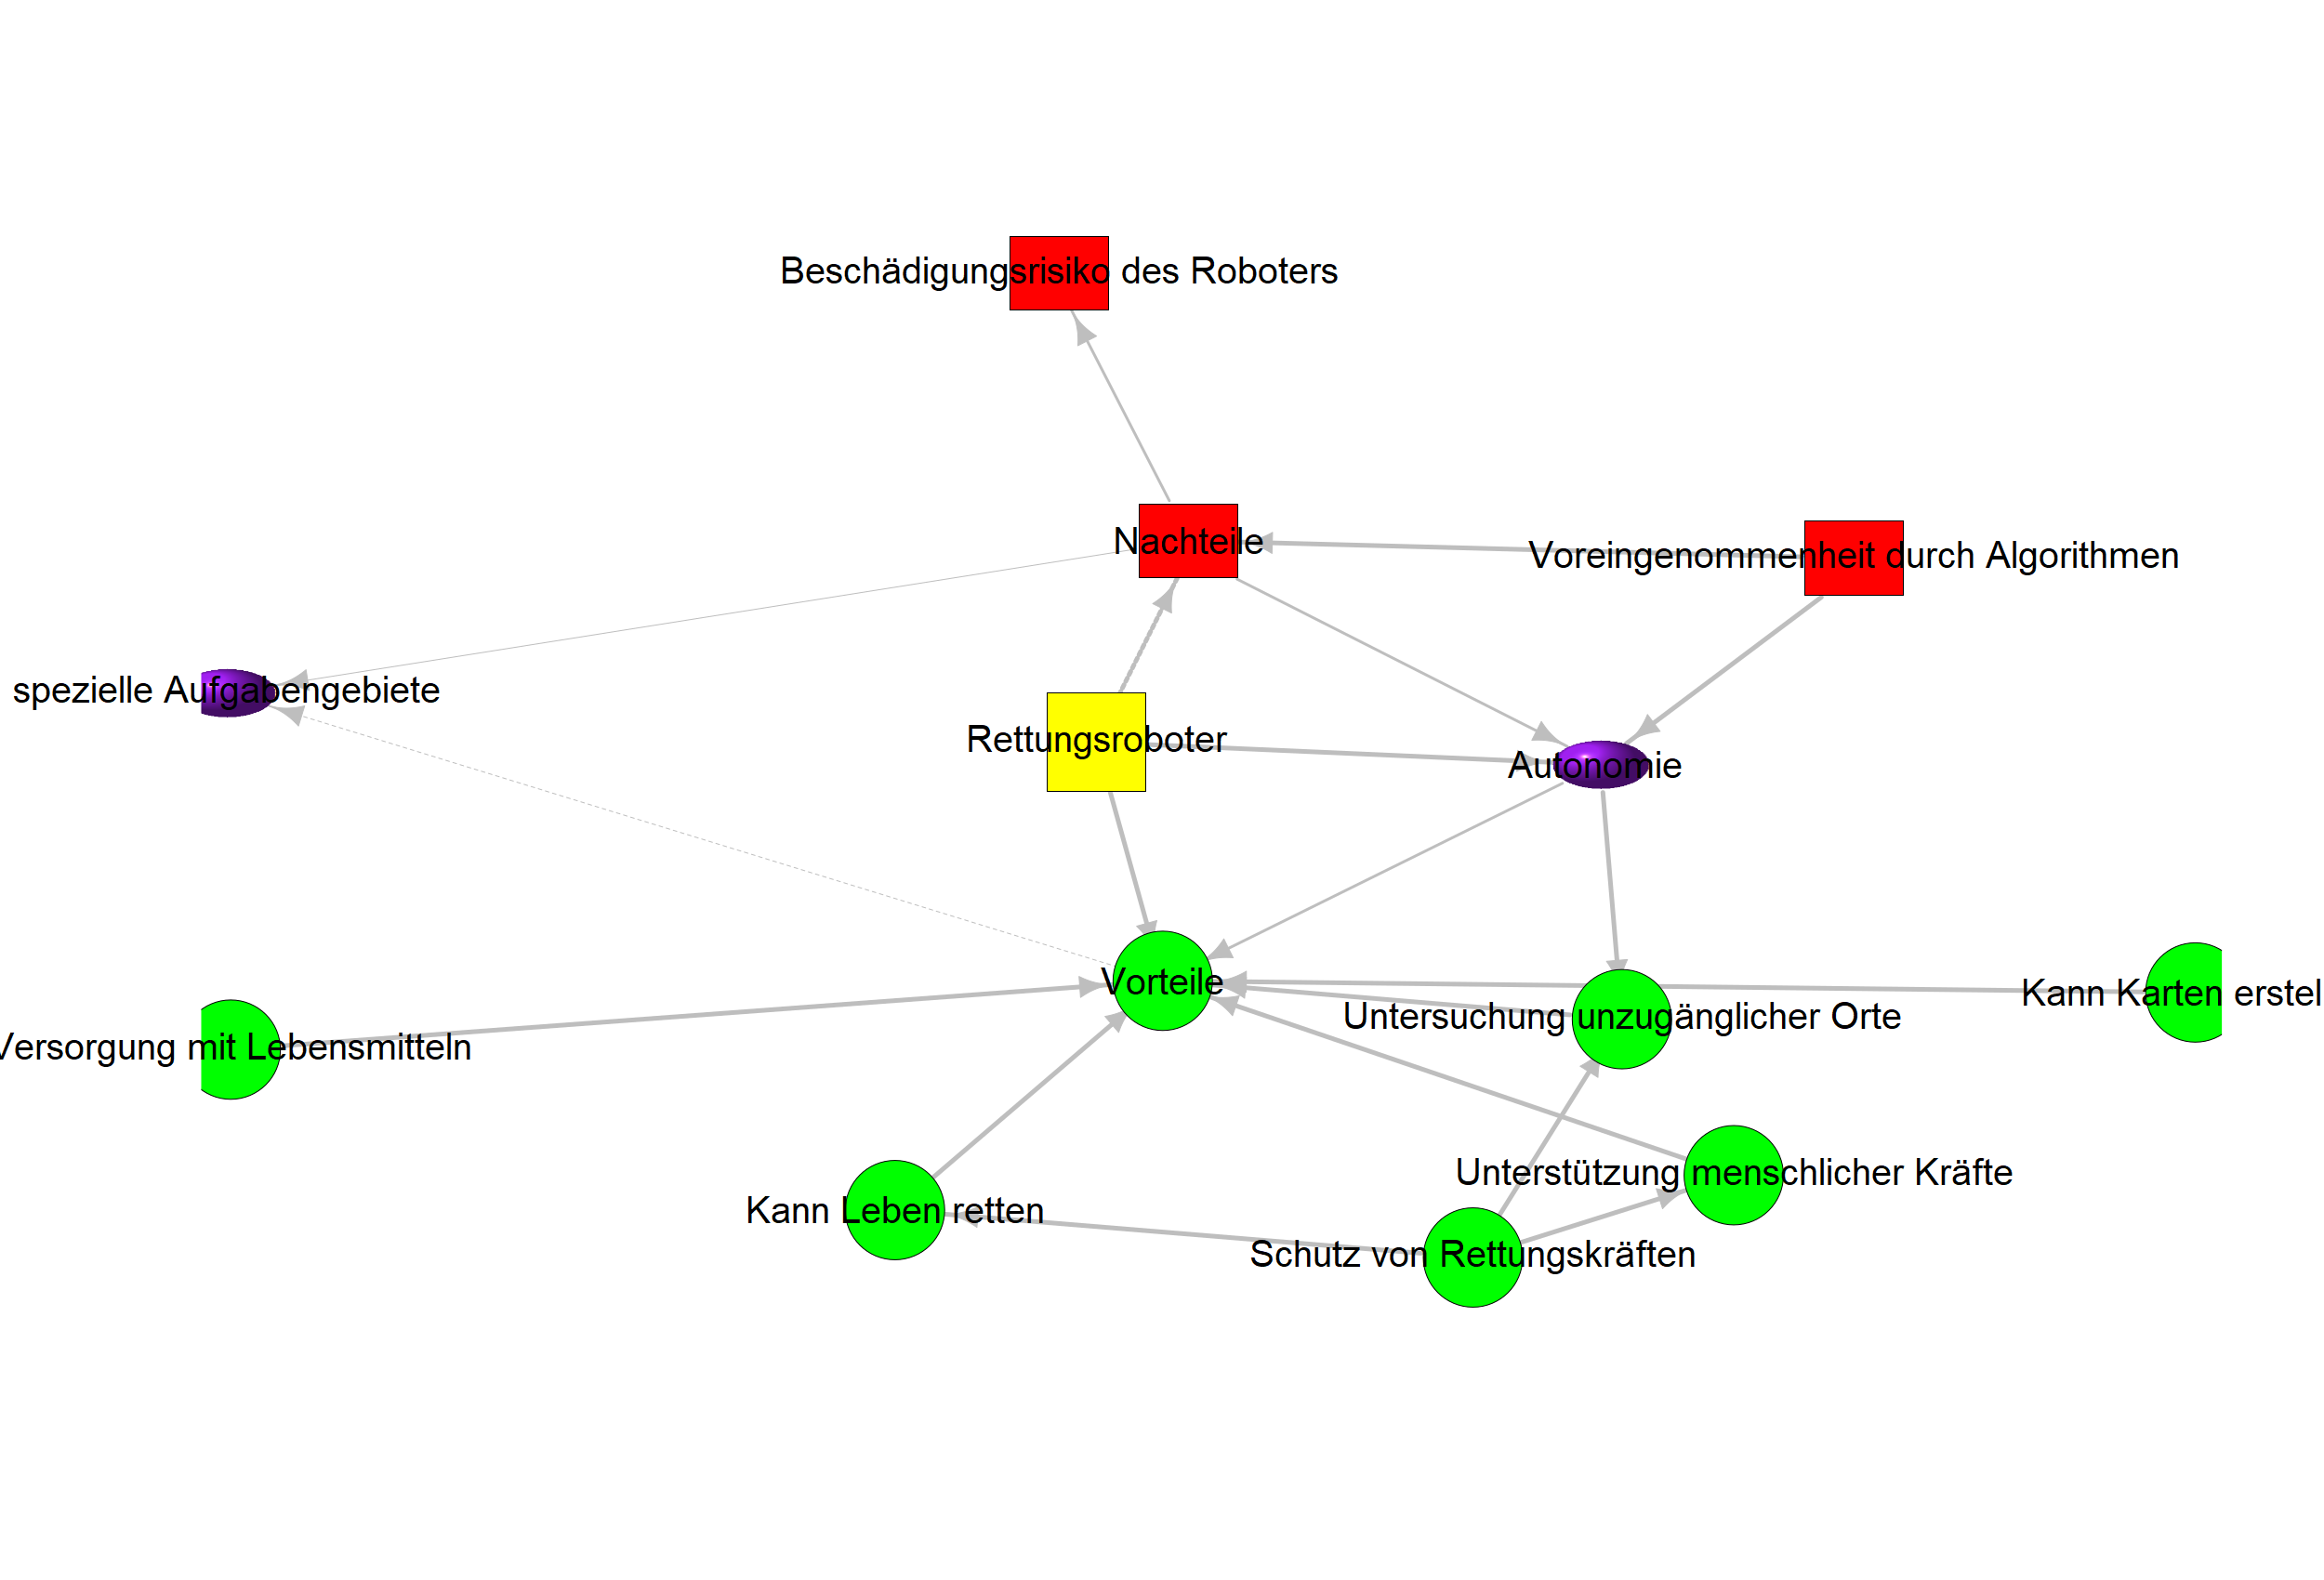 Beschädigungsrisiko des Roboters
Nachteile
Voreingenommenheit durch Algorithmen
spezielle Aufgabengebiete
Rettungsroboter
Autonomie
Vorteile
Kann Karten erstel
Untersuchung unzugänglicher Orte
Versorgung mit Lebensmitteln
Unterstützung menschlicher Kräfte
Kann Leben retten
Schutz von Rettungskräften